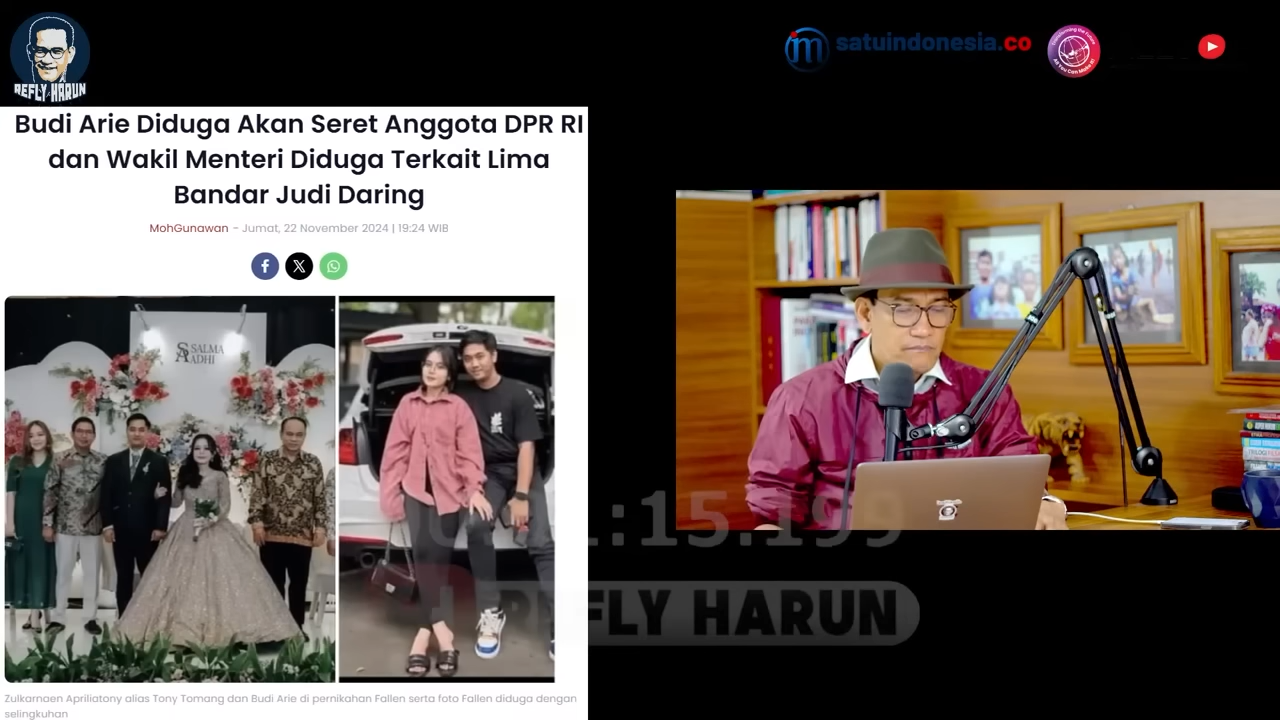 REFLY HARUN
satuindonesia.co
Budi Arie Diduga Akan Seret Anggota DPR RI
dan Wakil Menteri Diduga Terkait Lima
Bandar Judi Daring
MohGunawan - Jumat, 22 November 2024 | 19:24 WIB
SALMA
ADHI
:15.199
REFLY HARUN
Zulkarnaen Apriliatony alias Tony Tomang dan Budi Arie di pernikahan Fallen serta foto Fallen diduga dengan
selingkuhan